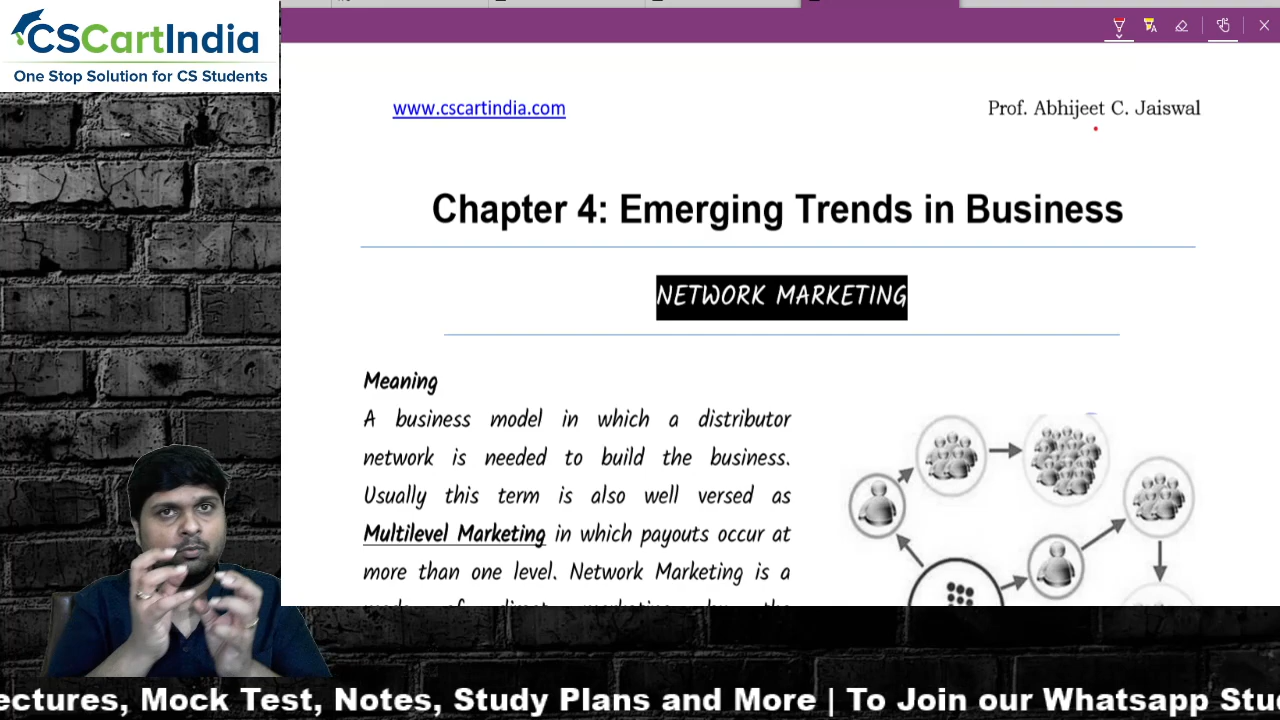 CSCartIndia
One Stop Solution for CS Students
www.cscartindia.com
Prof. Abhijeet C. Jaiswal
Chapter 4: Emerging Trends in Business
NETWORK MARKETING
Meaning
A business model in which a distributor
network is needed to build the business.
Usually this term is also well versed as
Multilevel Marketing in which payouts occur at
more than one level. Network Marketing is a
ectures, Mock Test, Notes, Study Plans and More | To Join our Whatsapp Stu